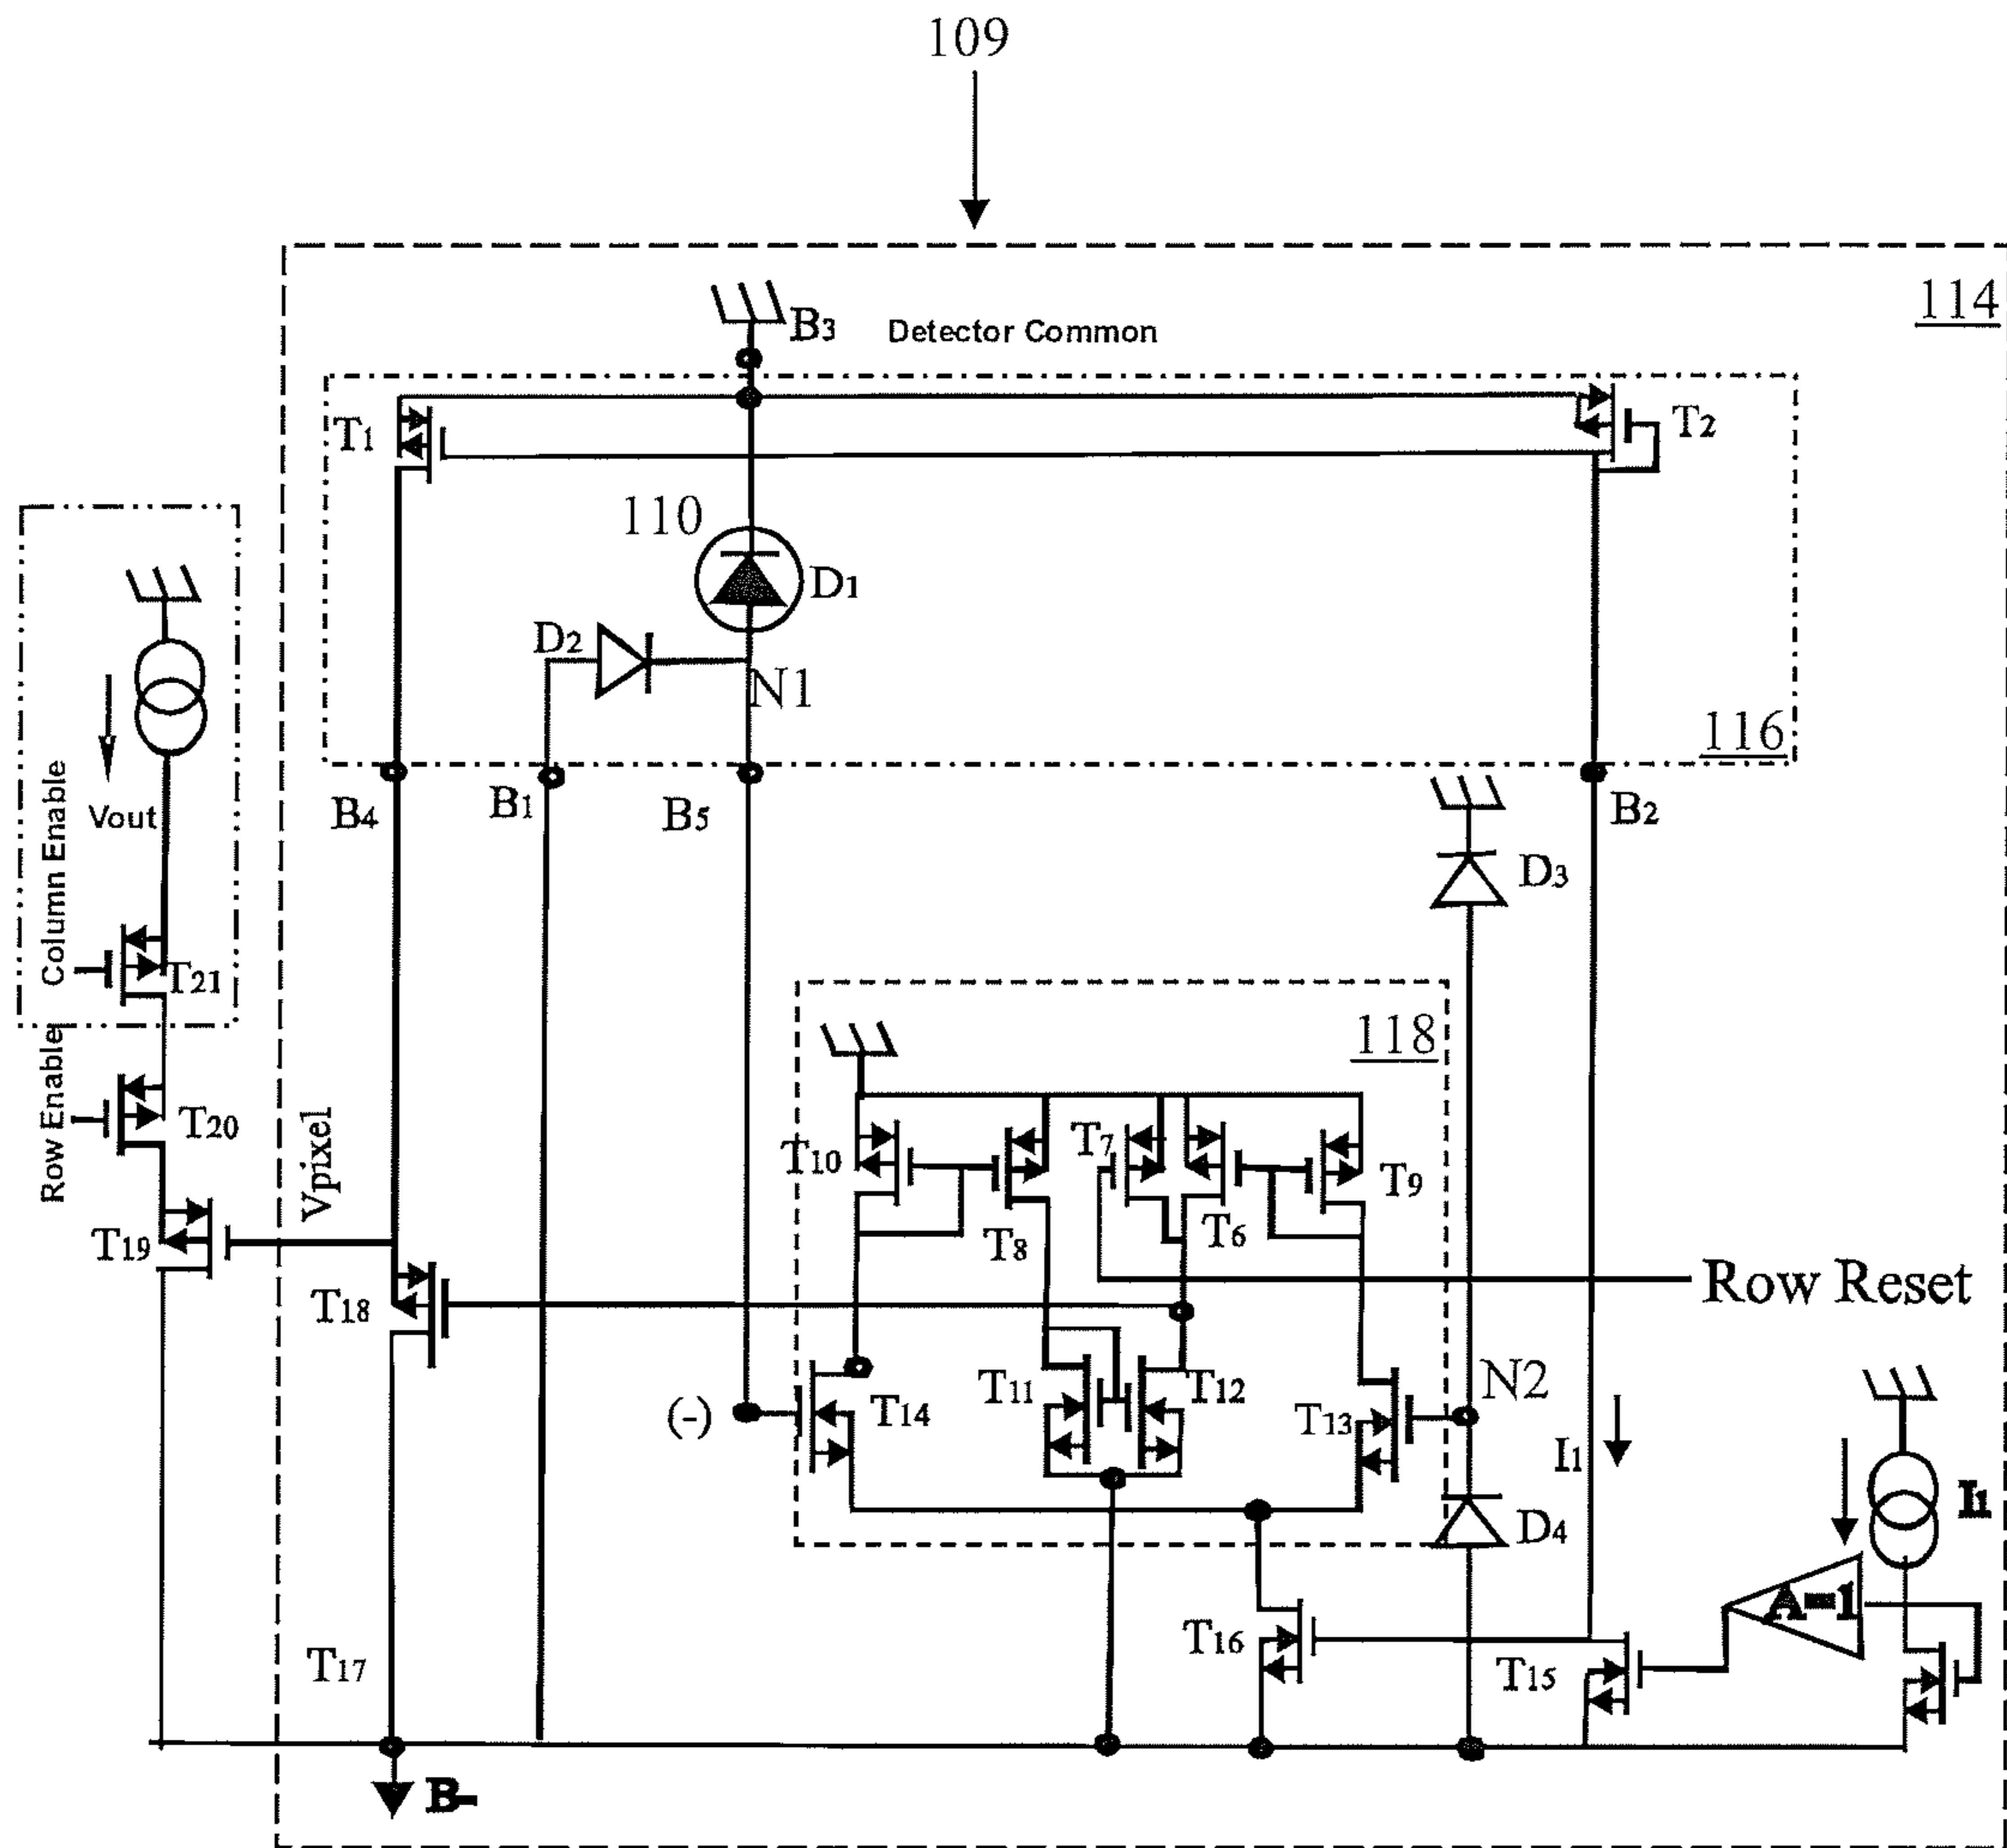 109
114
B3 Detector Common
T1
T2
110
D1
D2
N1
116
B4
B1
B5
B2
Vout
Column Enable
T21
Row Enable
T20
T19
Vpixel
D3
118
T10
T8
T7
T6
T9
Row Reset
T18
(-)
T14
T11
T12
T13
N2
I1
I1
D4
A=1
T16
T15
T17
B-